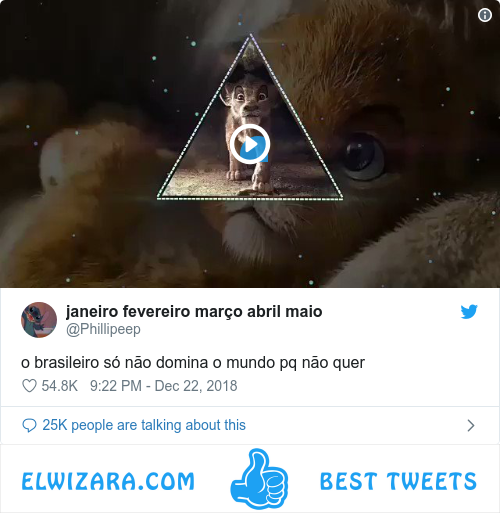 janeiro fevereiro março abril maio
@Phillipeep
o brasileiro só não domina o mundo pq não quer
54.8K 9:22 PM - Dec 22, 2018
25K people are talking about this
ELWIZARA.COM BEST TWEETS